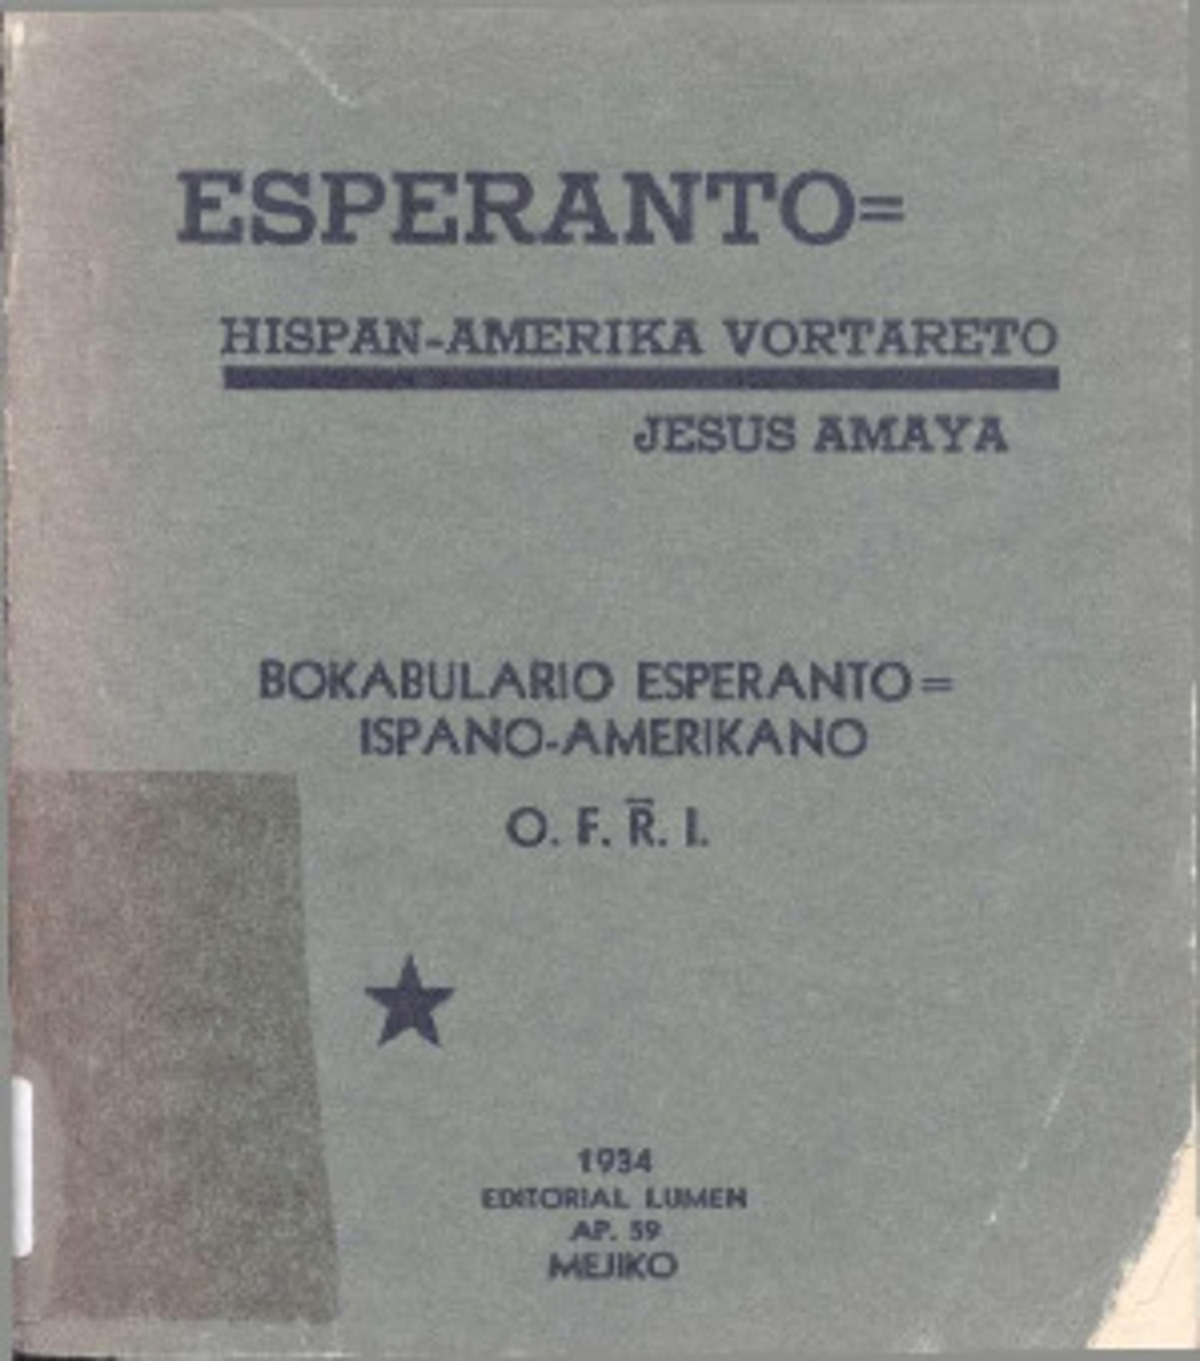 ESPERANTO=
HISPAN-AMERIKA VORTARETO
JESUS AMAYA
BOKABULARIO ESPERANTO=
ISPANO-AMERIKANO
O. F. R̄. I.
1934
EDITORIAL LUMEN
AP. 59
MEJIKO